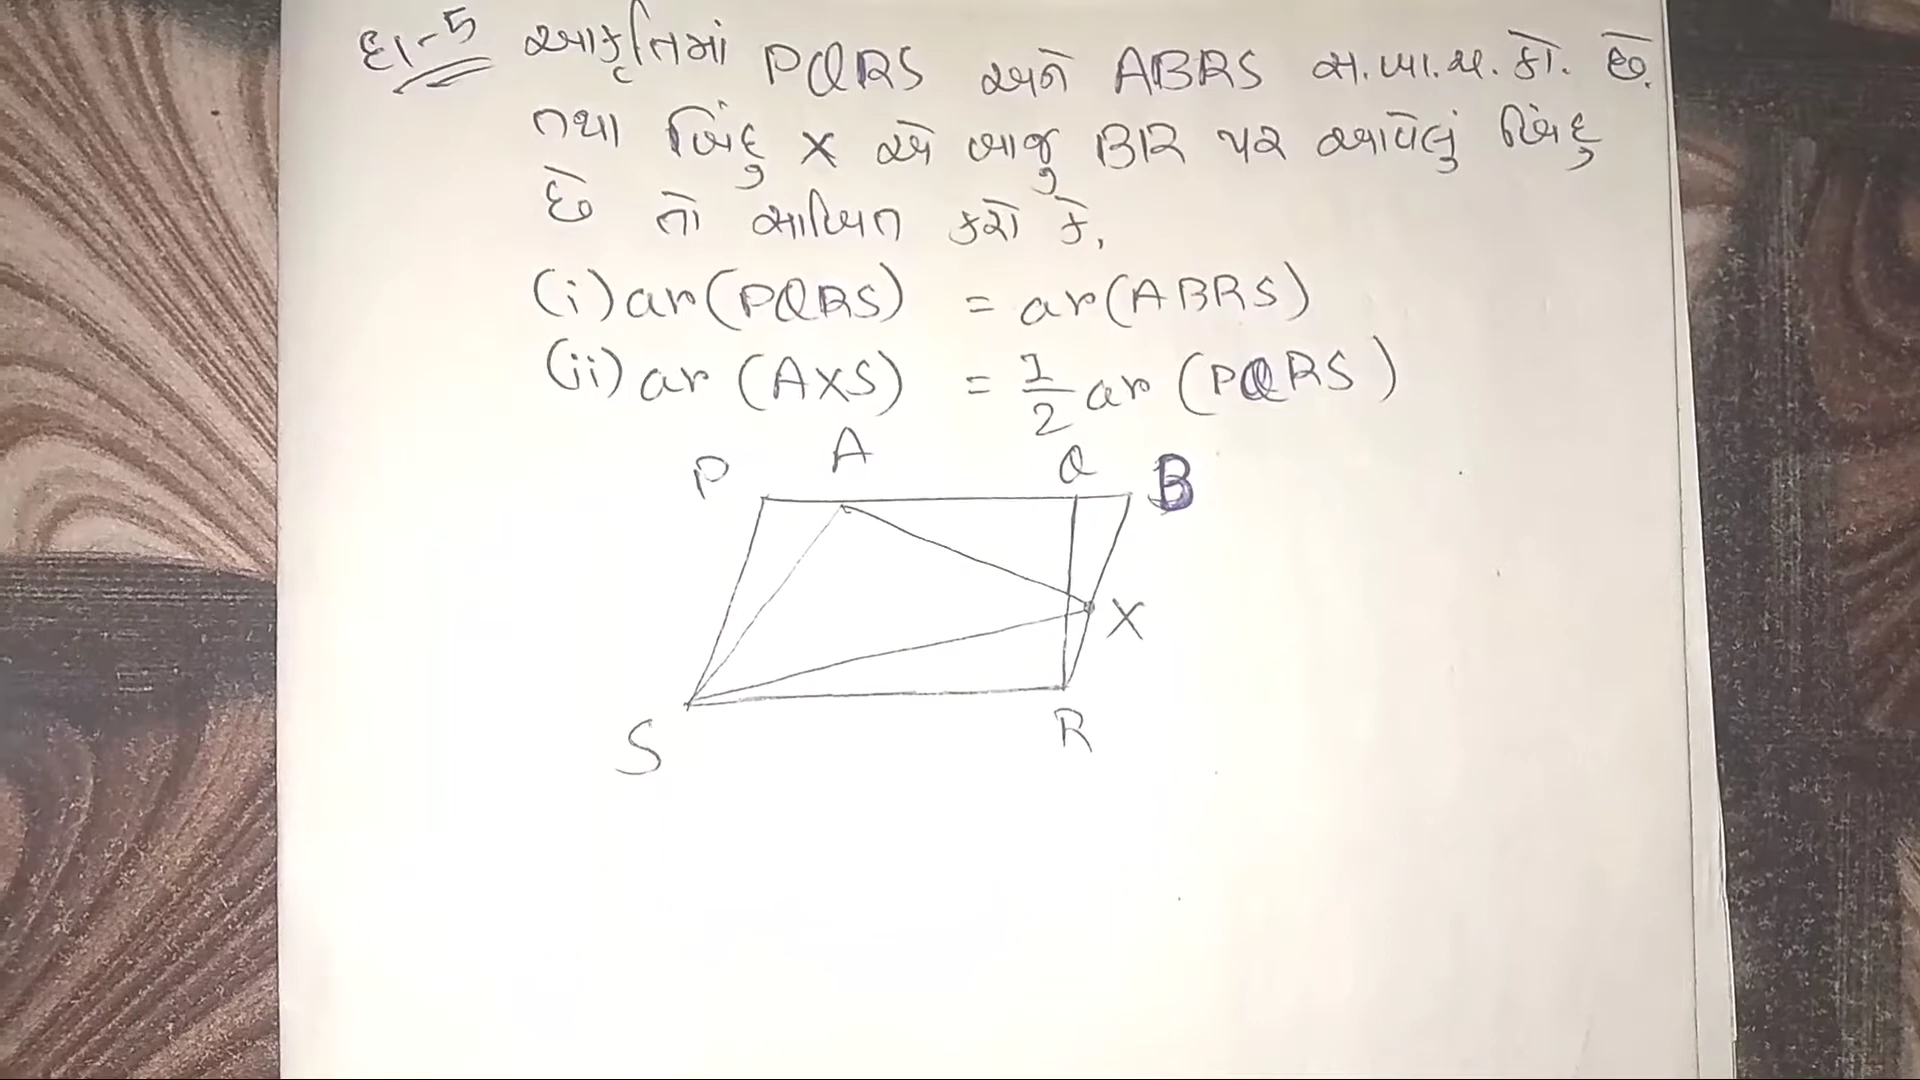 દા-5 આકૃતિમાં PQRS અને ABRS સ.બા.ચ.કો. છે.
તથા બિંદુ X એ બાજુ BR પર આવેલું બિંદુ
છે તો સાબિત કરો કે,
(i) ar (PQRS) = ar (ABRS)
(ii) ar (AXS) = 1/2 ar (PQRS)
P A Q B
X
S R